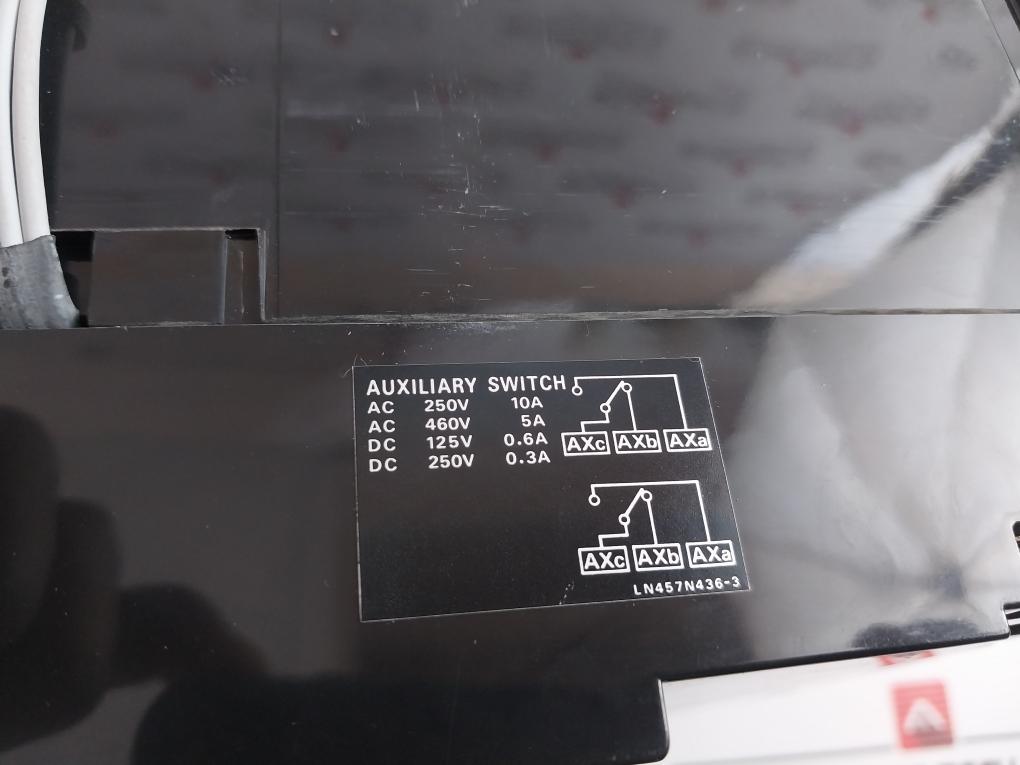 AUXILIARY SWITCH
AC 250V 10A
AC 460V 5A
DC 125V 0.6A
DC 250V 0.3A
AXc AXb AXa
AXc AXb AXa
LN457N436-3